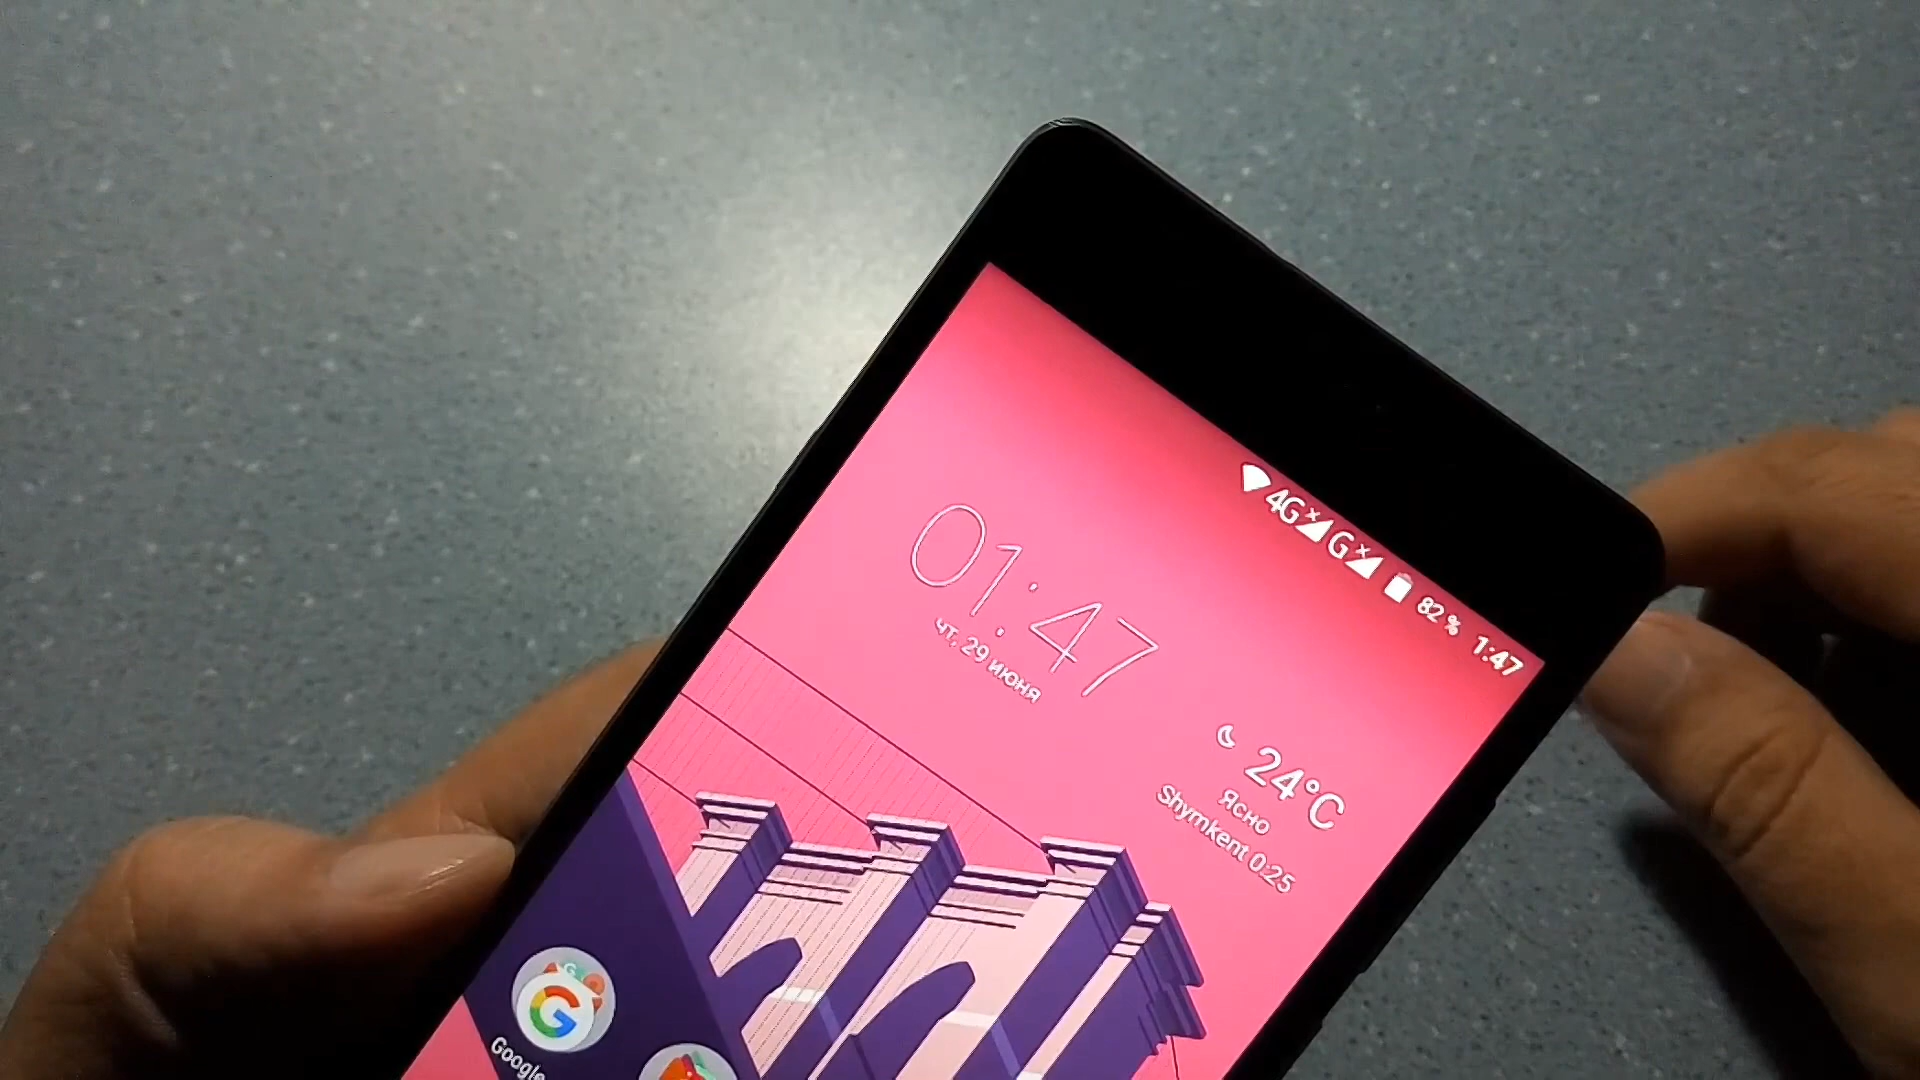 4G G 82% 1:47
01:47
чт, 29 июня
24°C
Ясно
Shymkent 0:25
G
Google